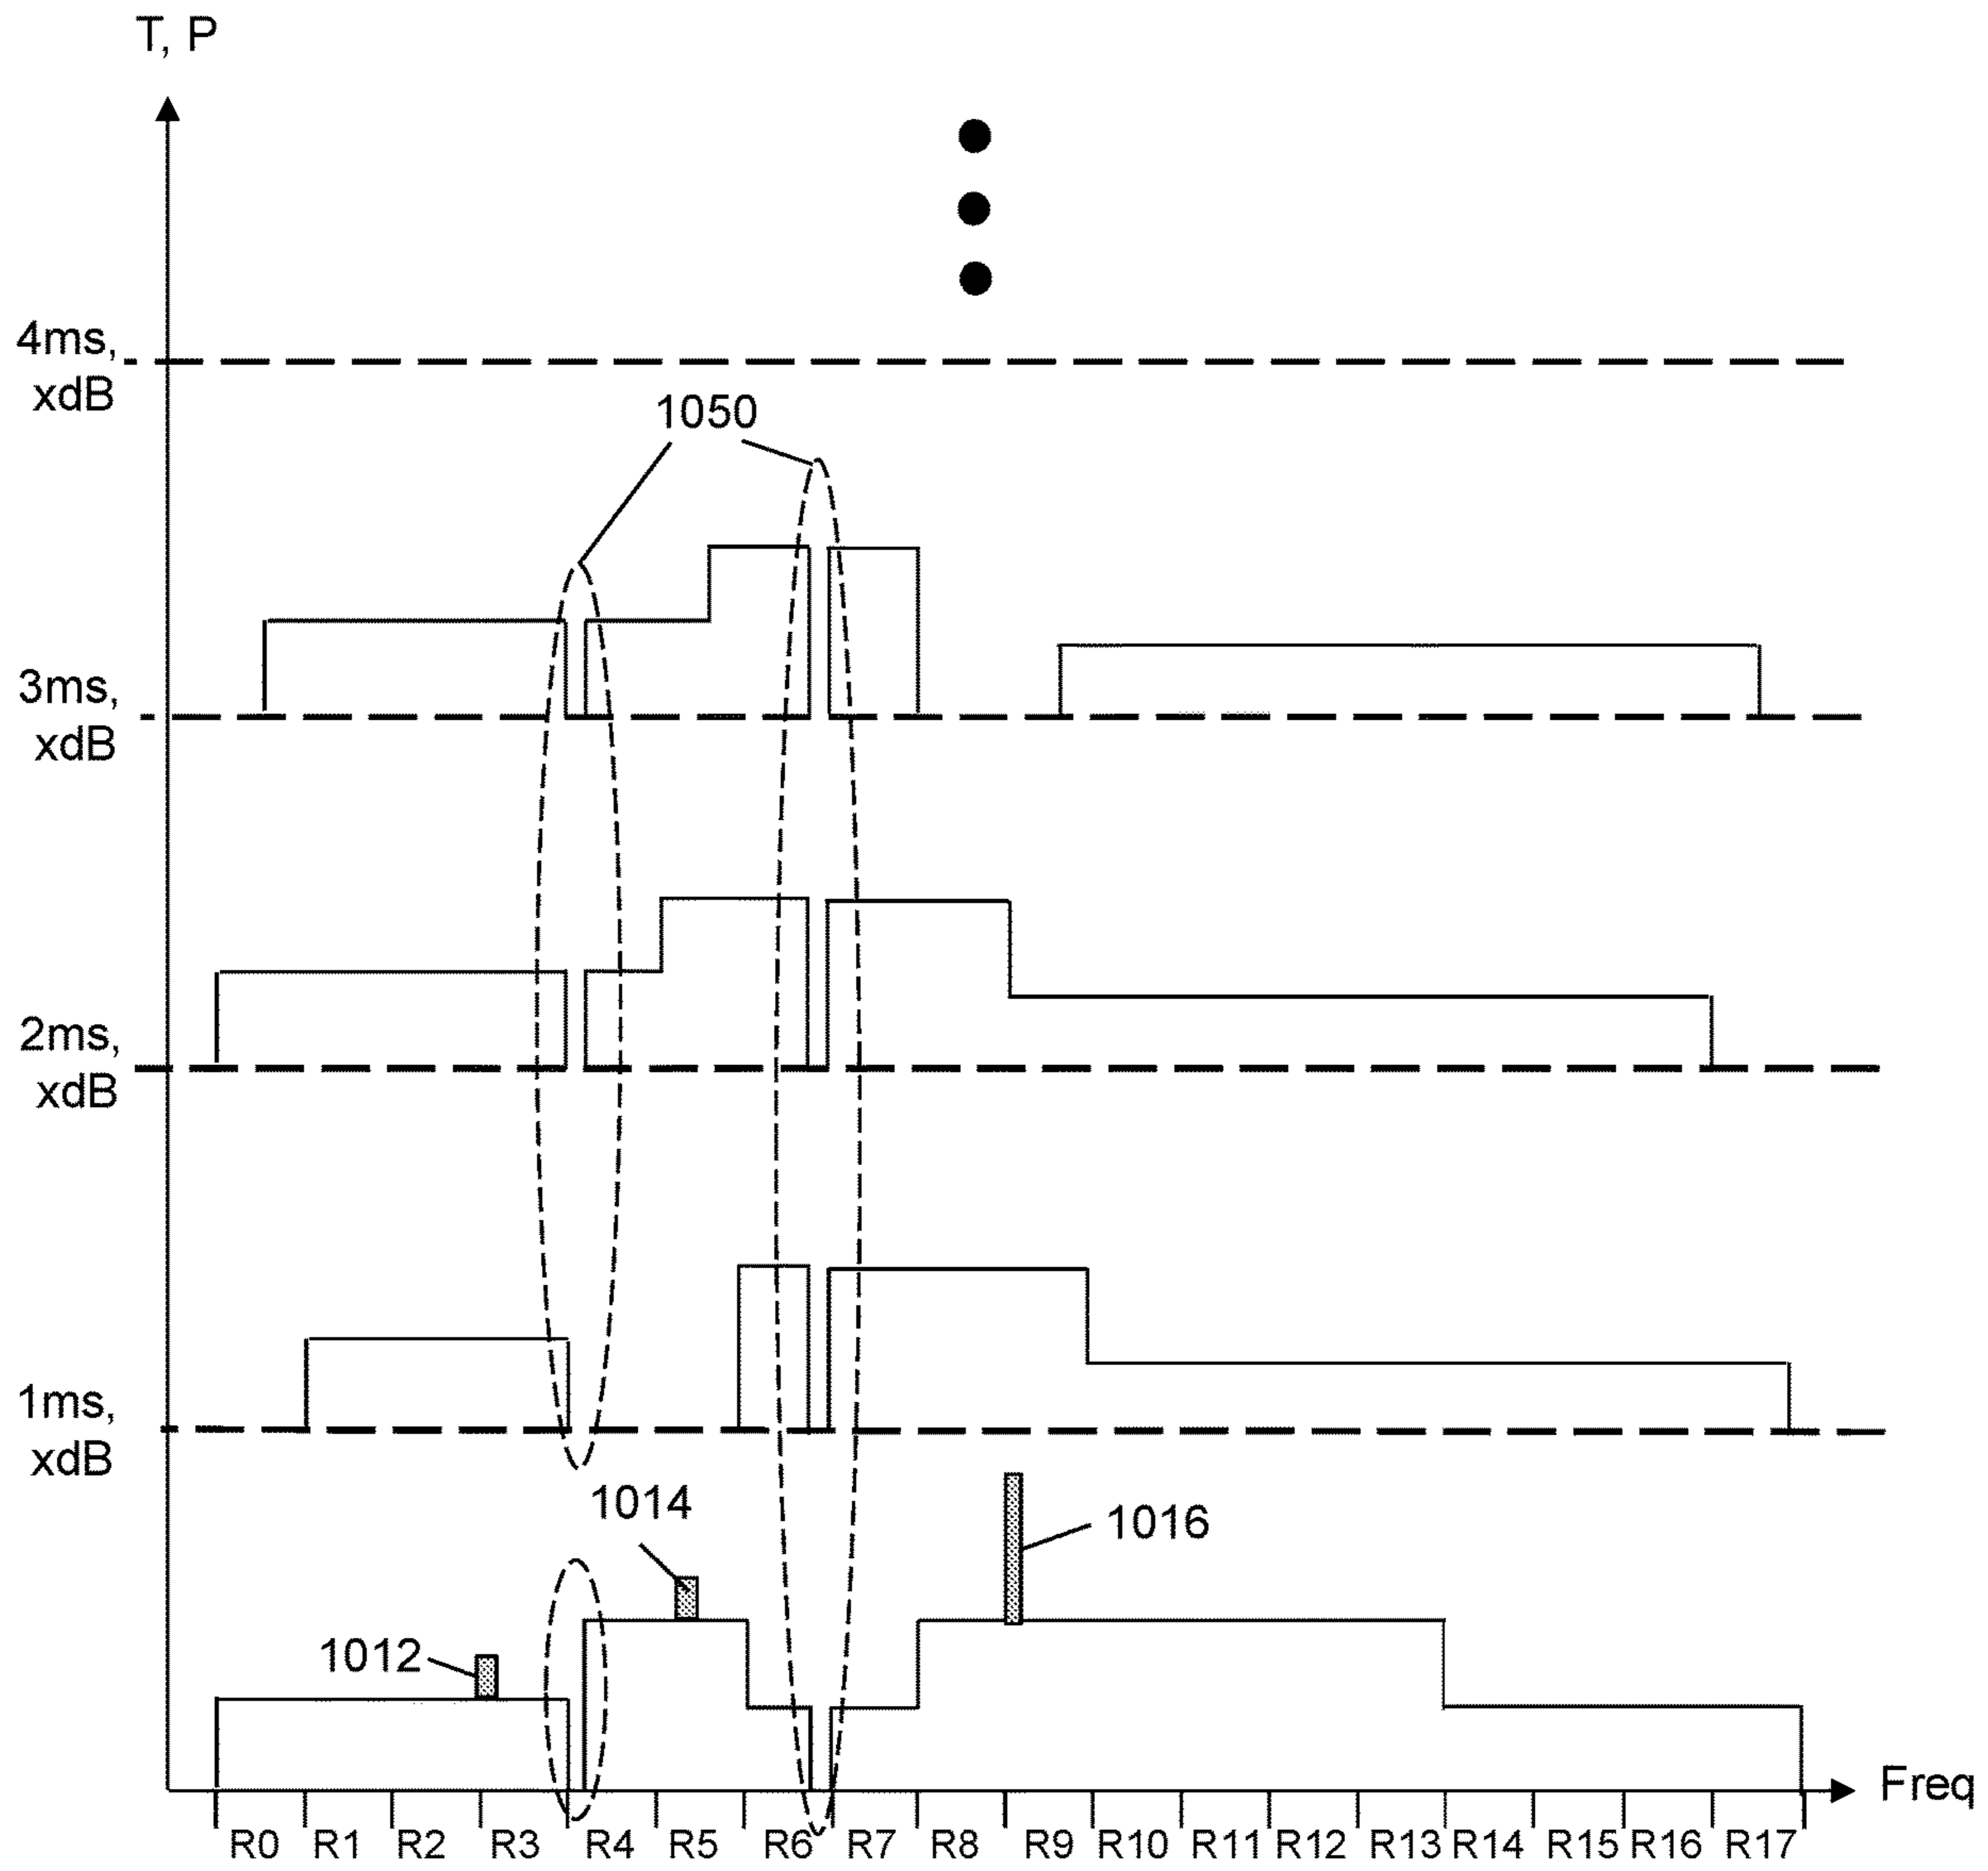 T, P
4ms,
xdB
1050
3ms,
xdB
2ms,
xdB
1ms,
xdB
1014
1016
1012
Freq
R0 R1 R2 R3 R4 R5 R6 R7 R8 R9 R10 R11 R12 R13 R14 R15 R16 R17